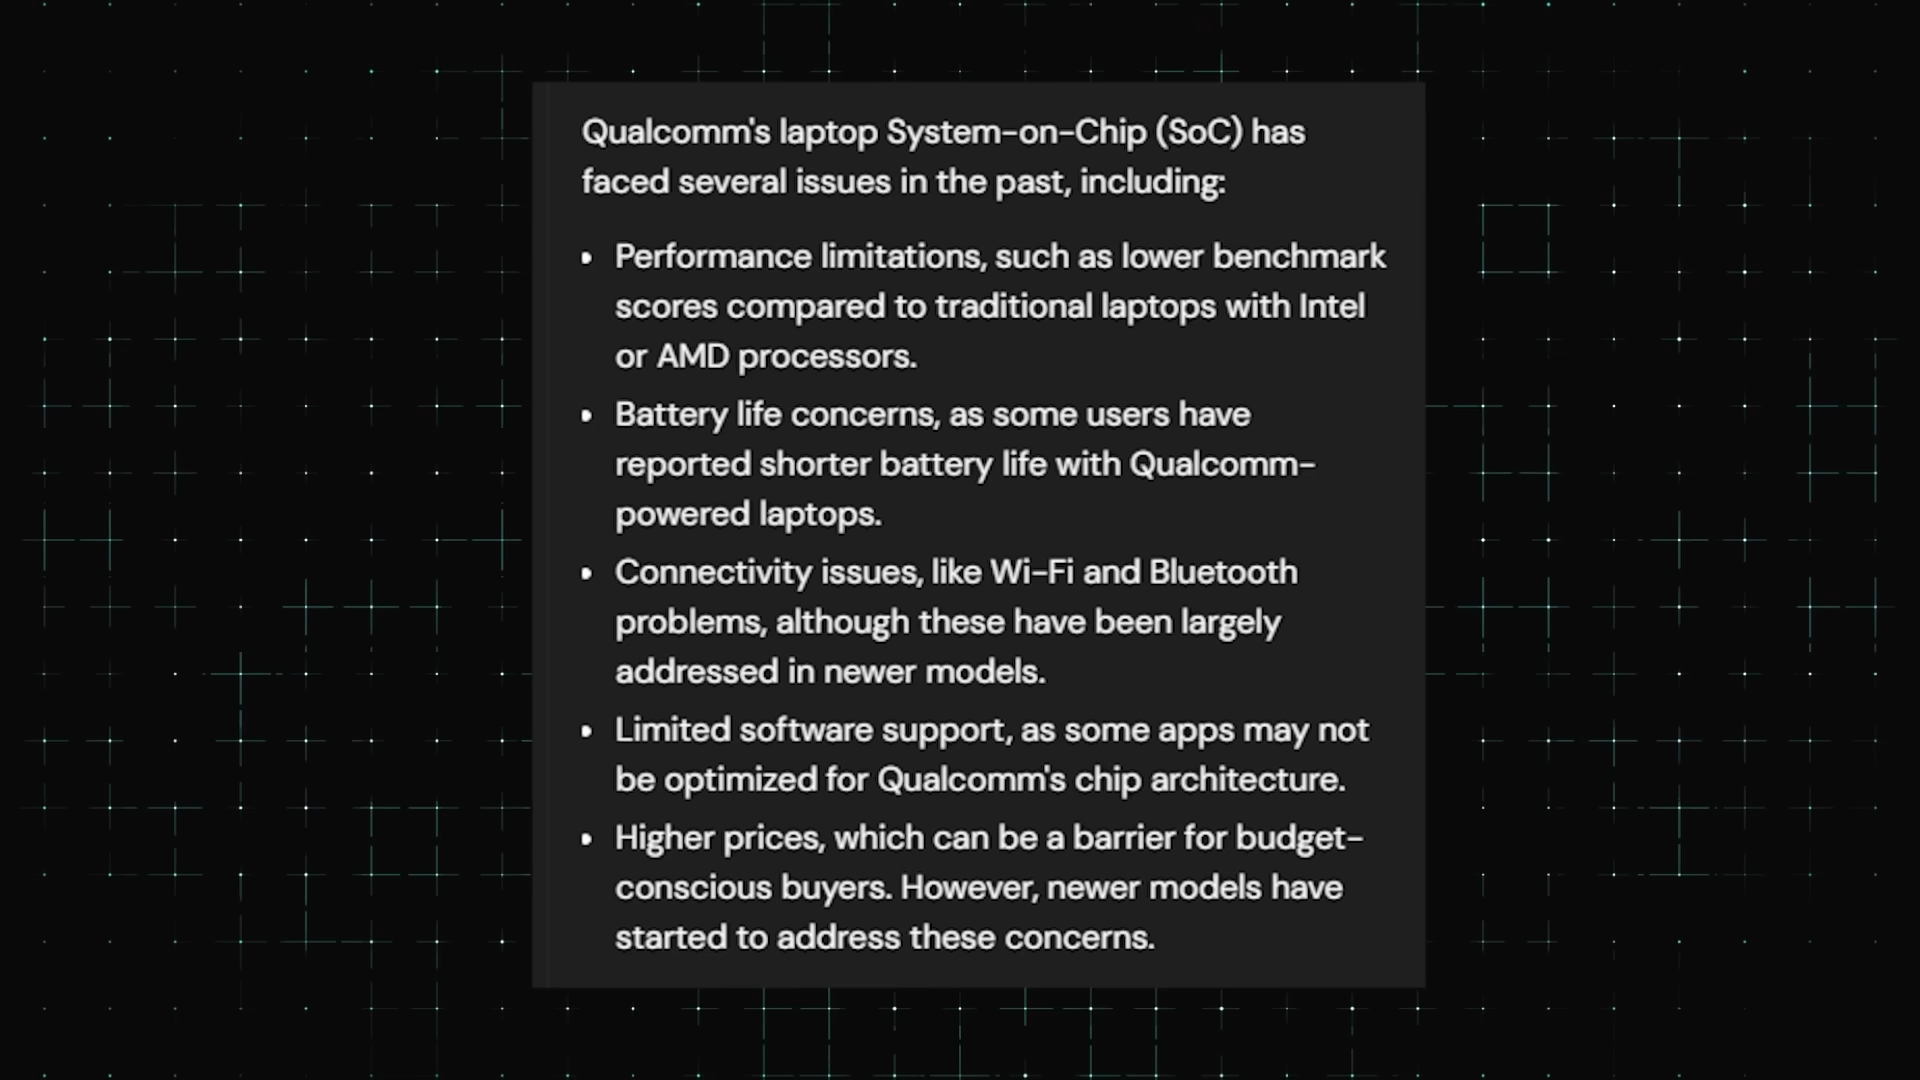 Qualcomm's laptop System-on-Chip (SoC) has
faced several issues in the past, including:
• Performance limitations, such as lower benchmark
scores compared to traditional laptops with Intel
or AMD processors.
• Battery life concerns, as some users have
reported shorter battery life with Qualcomm-
powered laptops.
• Connectivity issues, like Wi-Fi and Bluetooth
problems, although these have been largely
addressed in newer models.
• Limited software support, as some apps may not
be optimized for Qualcomm's chip architecture.
• Higher prices, which can be a barrier for budget-
conscious buyers. However, newer models have
started to address these concerns.